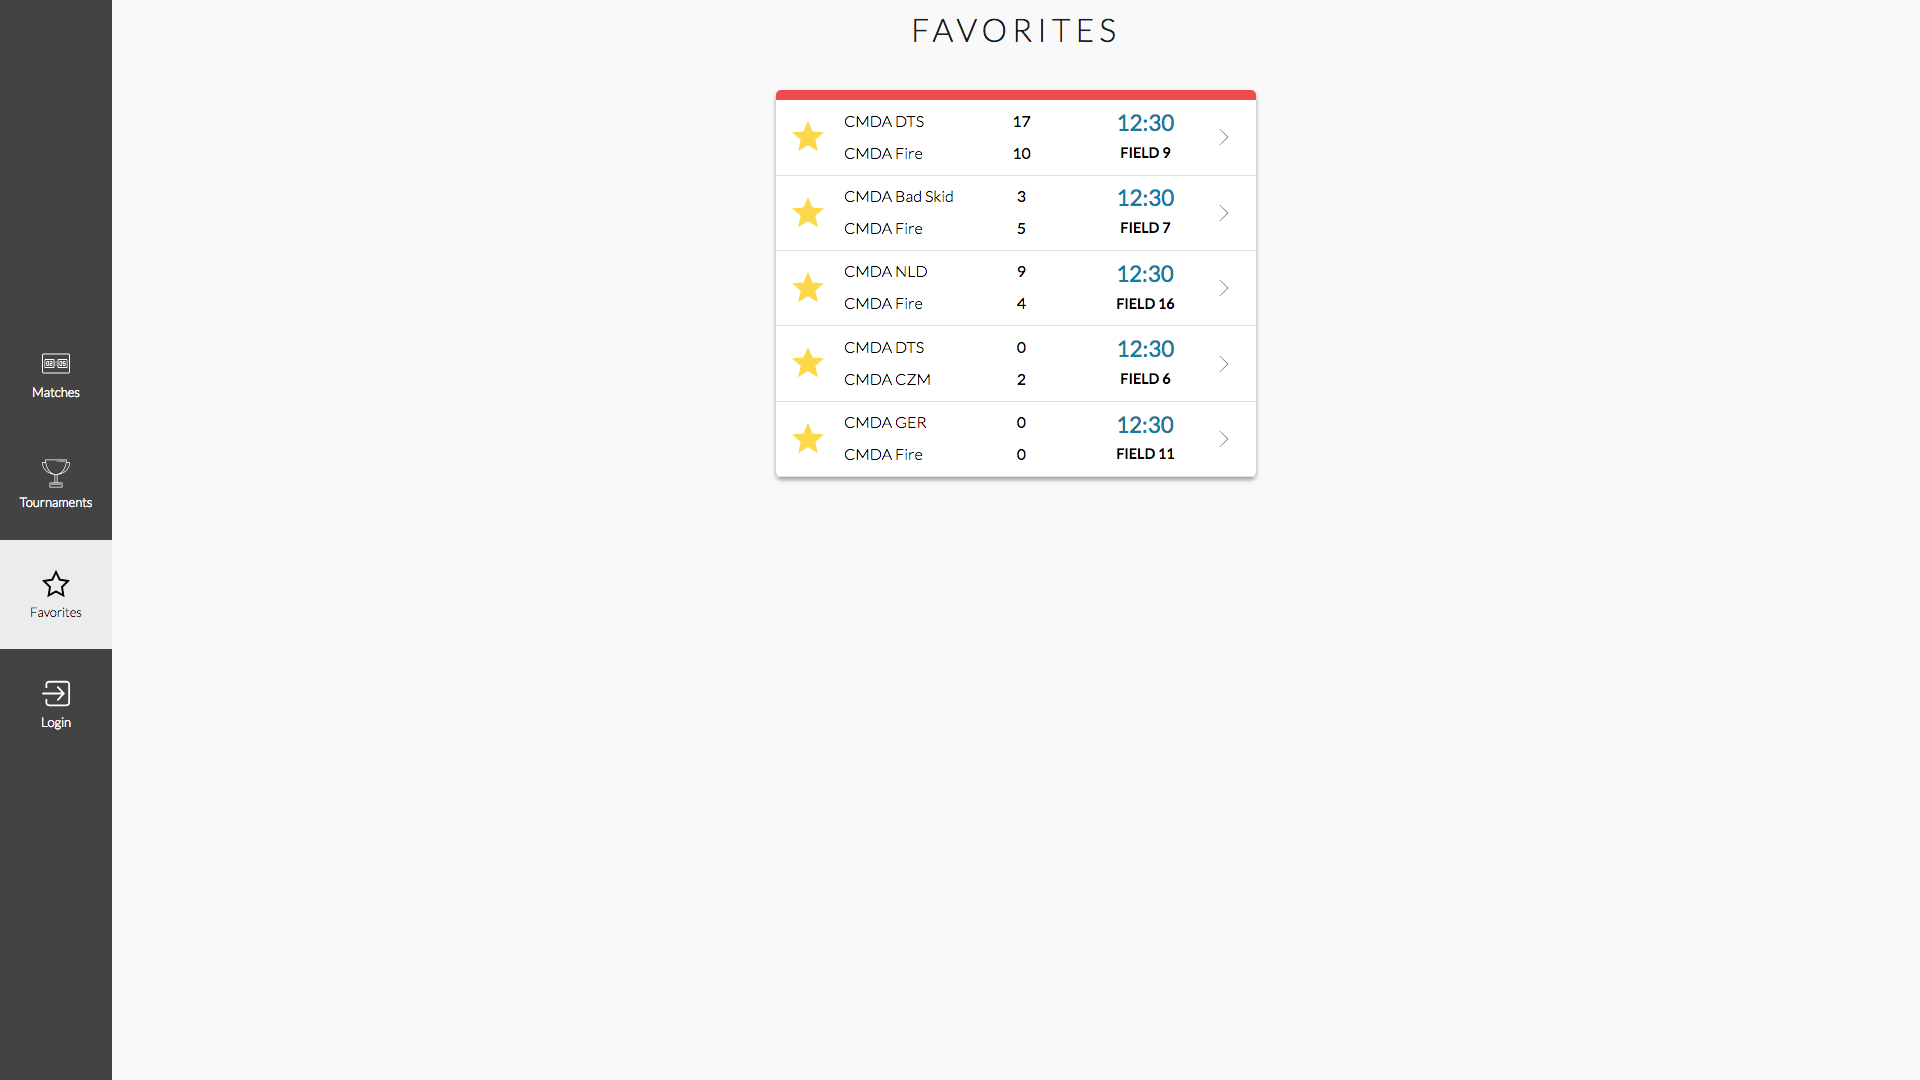 FAVORITES
CMDA DTS 17 12:30
CMDA Fire 10 FIELD 9
CMDA Bad Skid 3 12:30
CMDA Fire 5 FIELD 7
CMDA NLD 9 12:30
CMDA Fire 4 FIELD 16
CMDA DTS 0 12:30
CMDA CZM 2 FIELD 6
CMDA GER 0 12:30
CMDA Fire 0 FIELD 11
Matches
Tournaments
Favorites
Login